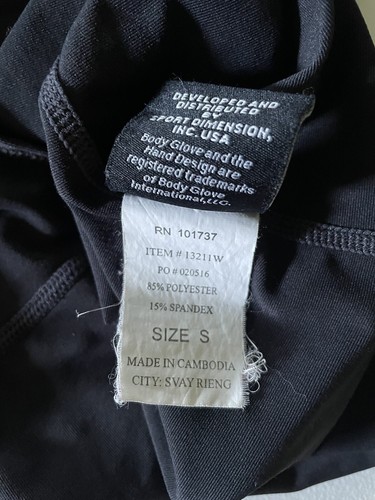 DEVELOPED AND
DISTRIBUTED
BY
SPORT DIMENSION,
INC. USA
Body Glove and the
Hand Design are
registered trademarks
of Body Glove
International,LLC.
RN 101737
ITEM # 13211W
PO # 020516
85% POLYESTER
15% SPANDEX
SIZE S
MADE IN CAMBODIA
CITY: SVAY RIENG